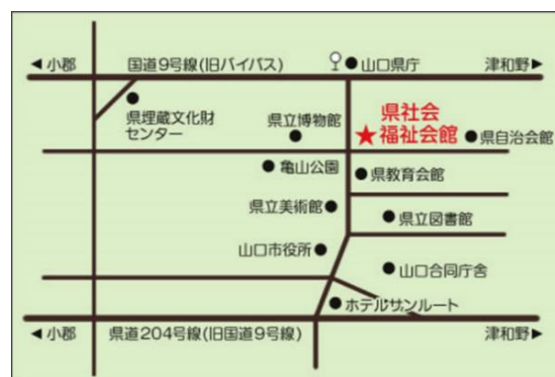 ◀小郡
国道9号線(旧バイパス)
山口県庁
津和野▶
県埋蔵文化財
センター
県立博物館
県社会
★福祉会館
県自治会館
亀山公園
県教育会館
県立美術館
県立図書館
山口市役所
山口合同庁舎
ホテルサンルート
◀小郡
県道204号線(旧国道9号線)
津和野▶